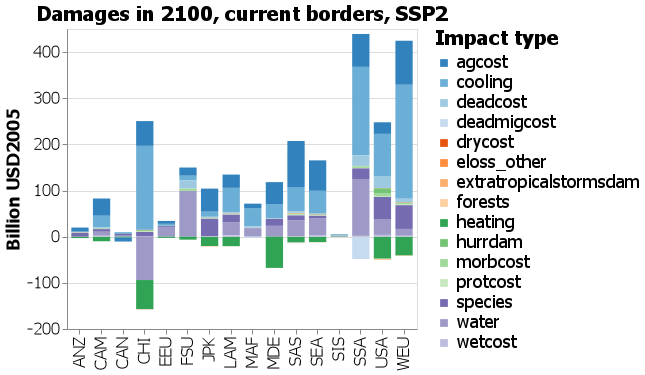 Damages in 2100, current borders, SSP2
Billion USD2005
400
300
200
100
0
-100
-200
ANZ
CAM
CAN
CHI
EEU
FSU
JPK
LAM
MAF
MDE
SAS
SEA
SIS
SSA
USA
WEU
Impact type
agcost
cooling
deadcost
deadmigcost
drycost
eloss_other
extratropicalstormsdam
forests
heating
hurrdam
morbcost
protcost
species
water
wetcost